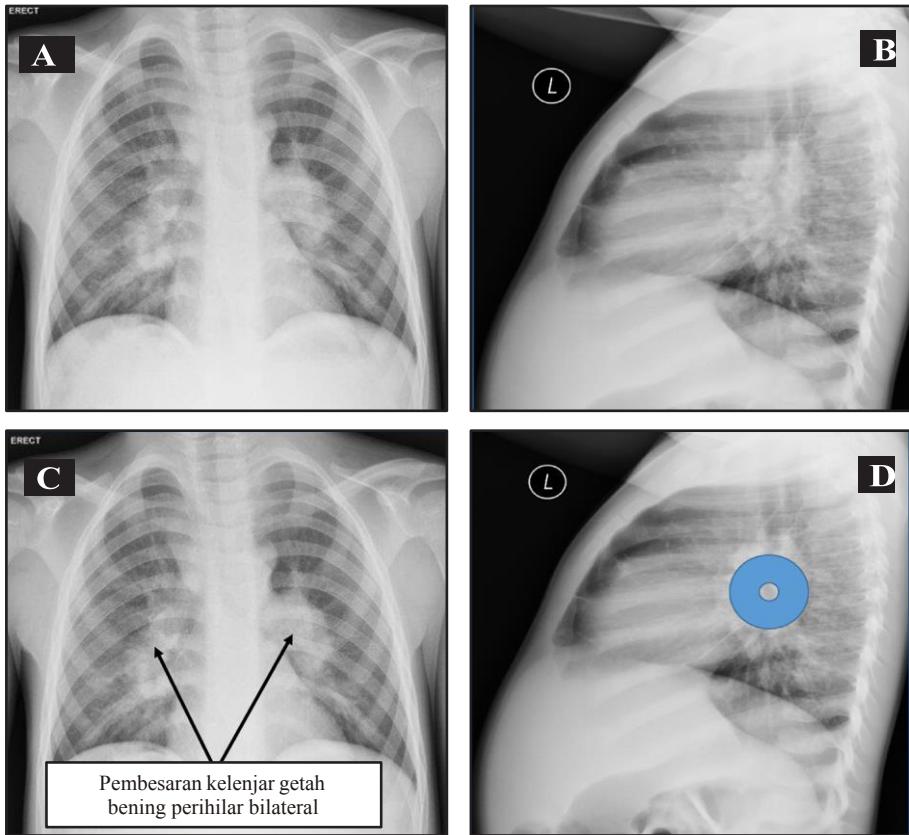 ERECT
A
B
L
ERECT
C
D
L
Pembesaran kelenjar getah
bening perihilar bilateral